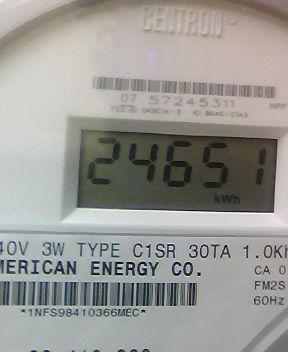 CENTRON
07 57245311
24651
kWh
40V 3W TYPE C1SR 30TA 1.0Kh
MERICAN ENERGY CO.
CA 0
FM2S
60Hz
*1NFS98410366MEC*